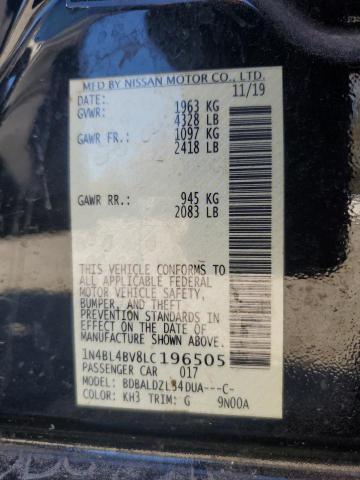 MFD BY NISSAN MOTOR CO., LTD.
DATE: 11/19
GVWR: 1963 KG
4328 LB
GAWR FR.: 1097 KG
2418 LB
GAWR RR.: 945 KG
2083 LB
THIS VEHICLE CONFORMS TO
ALL APPLICABLE FEDERAL
MOTOR VEHICLE SAFETY,
BUMPER, AND THEFT
PREVENTION STANDARDS IN
EFFECT ON THE DATE OF
MANUFACTURE SHOWN ABOVE.
1N4BL4BV8LC196505
PASSENGER CAR 017
MODEL: BDBALDZL34DUA---C-
COLOR: KH3 TRIM: G 9N00A